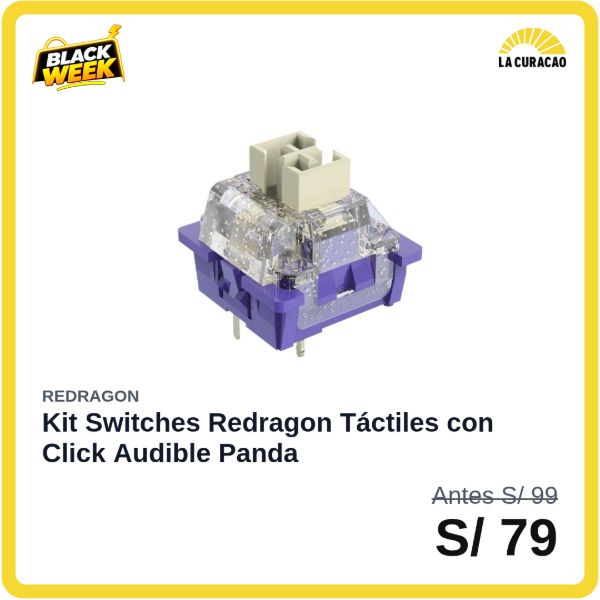 BLACK
WEEK
LA CURACAO
REDRAGON
Kit Switches Redragon Táctiles con
Click Audible Panda
Antes S/ 99
S/ 79